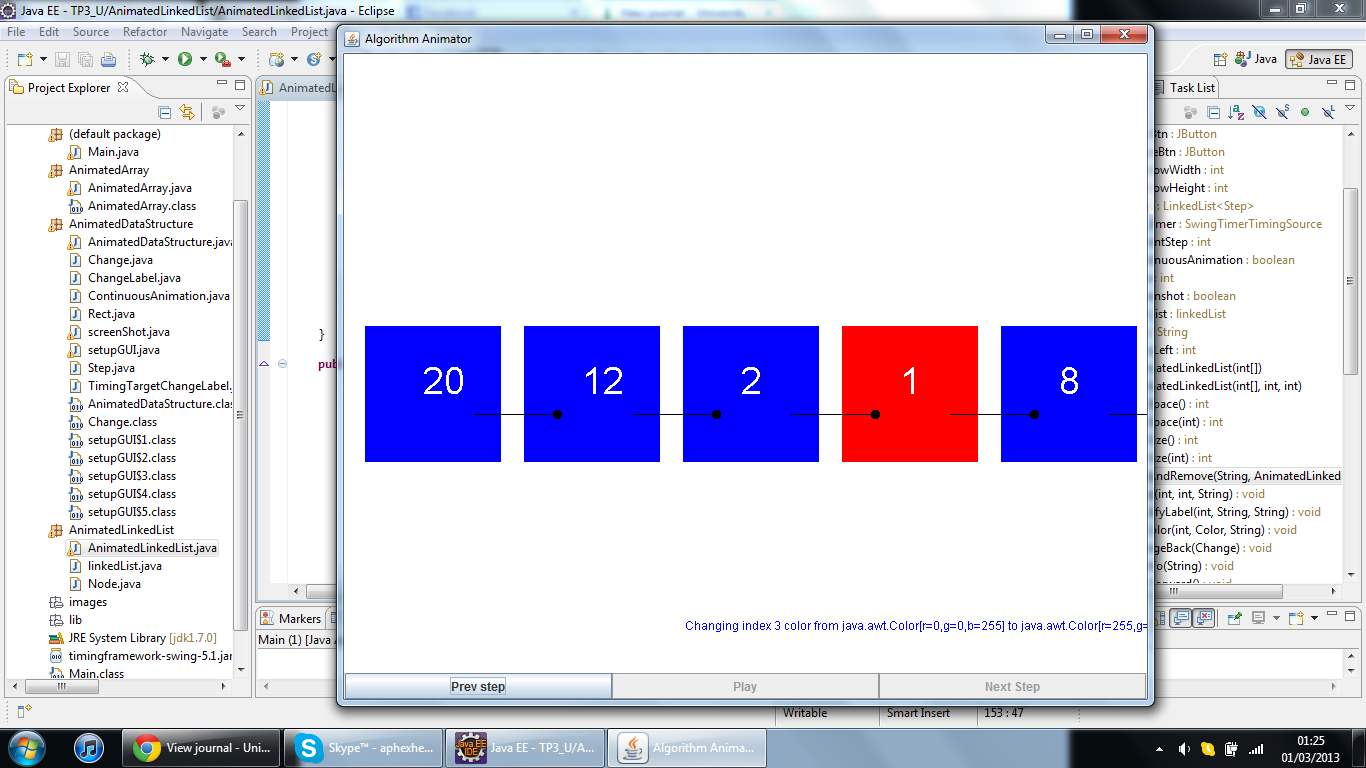 Java EE - TP3_U/AnimatedLinkedList/AnimatedLinkedList.java - Eclipse
File Edit Source Refactor Navigate Search Project
Java Java EE
Project Explorer
(default package)
Main.java
AnimatedArray
AnimatedArray.java
AnimatedArray.class
AnimatedDataStructure
AnimatedDataStructure.java
Change.java
ChangeLabel.java
ContinuousAnimation.java
Rect.java
screenShot.java
setupGUI.java
Step.java
TimingTargetChangeLabel.
AnimatedDataStructure.clas
Change.class
setupGUI$1.class
setupGUI$2.class
setupGUI$3.class
setupGUI$4.class
setupGUI$5.class
AnimatedLinkedList
AnimatedLinkedList.java
linkedList.java
Node.java
images
lib
JRE System Library [jdk1.7.0]
timingframework-swing-5.1.jar
Main.class
AnimatedL
}
pub
Markers
Main (1) [Java A
Algorithm Animator
20 12 2 1 8
Changing index 3 color from java.awt.Color[r=0,g=0,b=255] to java.awt.Color[r=255,g=
Prev step Play Next Step
Task List
Btn : JButton
eBtn : JButton
owWidth : int
owHeight : int
: LinkedList<Step>
mer : SwingTimerTimingSource
ntStep : int
nuousAnimation : boolean
: int
nshot : boolean
ist : linkedList
String
Left : int
atedLinkedList(int[])
atedLinkedList(int[], int, int)
pace() : int
pace(int) : int
ze() : int
ze(int) : int
AndRemove(String, AnimatedLinked
(int, int, String) : void
fyLabel(int, String, String) : void
olor(int, Color, String) : void
geBack(Change) : void
o(String) : void
Writable Smart Insert 153 : 47
View journal - Uni...
Skype™ - aphexhe...
Java EE - TP3_U/A...
Algorithm Anima...
01:25
01/03/2013